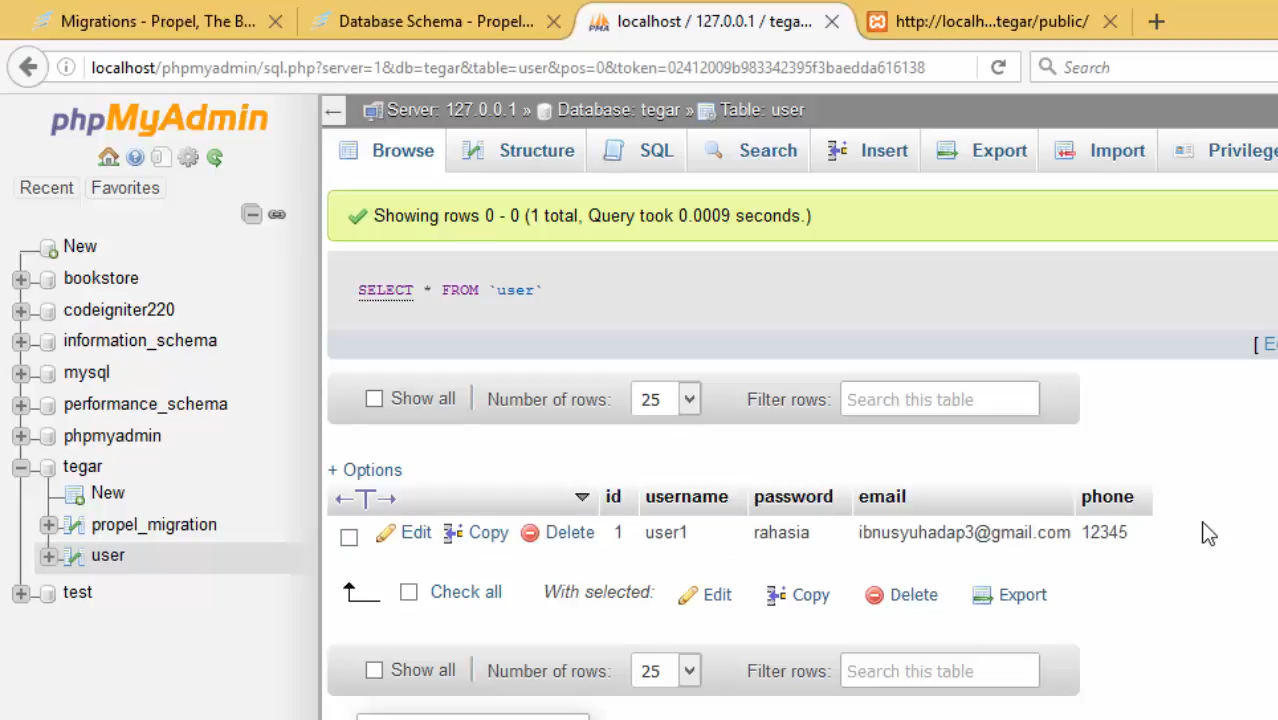 Migrations - Propel, The B...
Database Schema - Propel...
localhost / 127.0.0.1 / tega...
http://localh...tegar/public/
localhost/phpmyadmin/sql.php?server=1&db=tegar&table=user&pos=0&token=02412009b983342395f3baedda616138
Search
phpMyAdmin
Recent
Favorites
New
bookstore
codeigniter220
information_schema
mysql
performance_schema
phpmyadmin
tegar
New
propel_migration
user
test
Server: 127.0.0.1 » Database: tegar » Table: user
Browse Structure SQL Search Insert Export Import Privilege
Showing rows 0 - 0 (1 total, Query took 0.0009 seconds.)
SELECT * FROM `user`
[ E
Show all Number of rows: 25 Filter rows: Search this table
+ Options
←T→ id username password email phone
Edit Copy Delete 1 user1 rahasia ibnusyuhadap3@gmail.com 12345
Check all With selected: Edit Copy Delete Export
Show all Number of rows: 25 Filter rows: Search this table